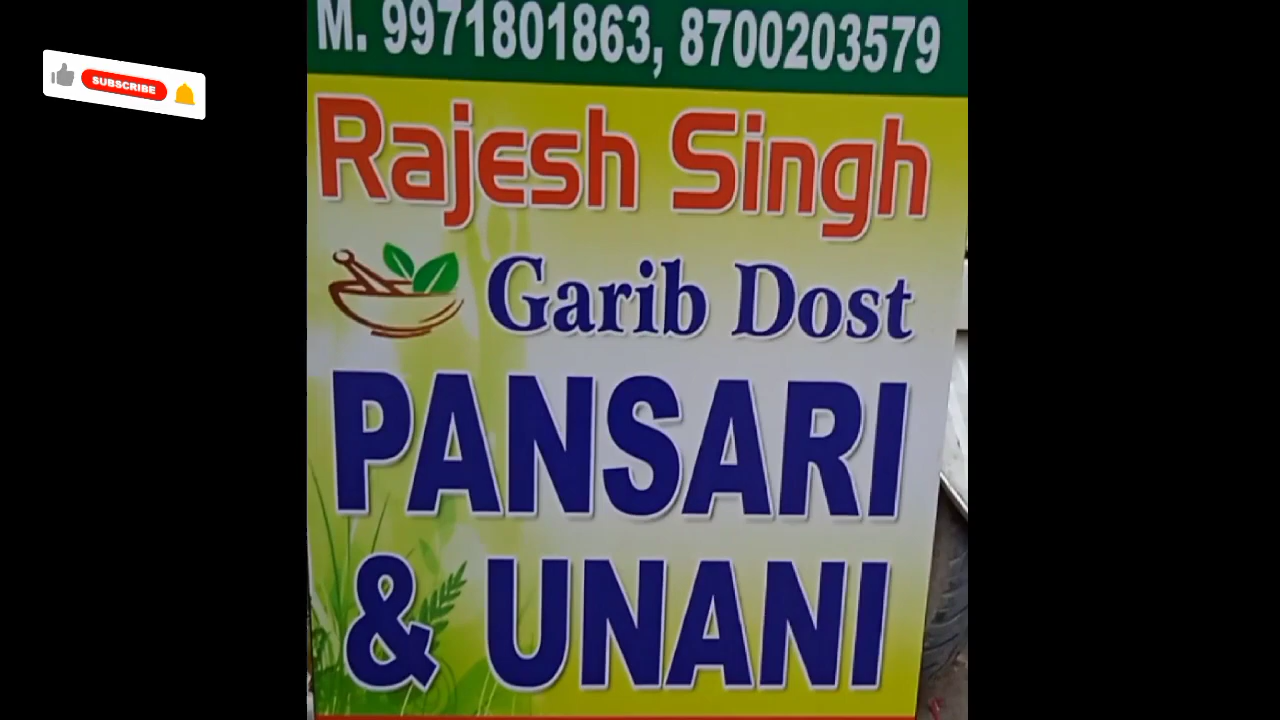 M. 9971801863, 8700203579
SUBSCRIBE
Rajesh Singh
Garib Dost
PANSARI
& UNANI